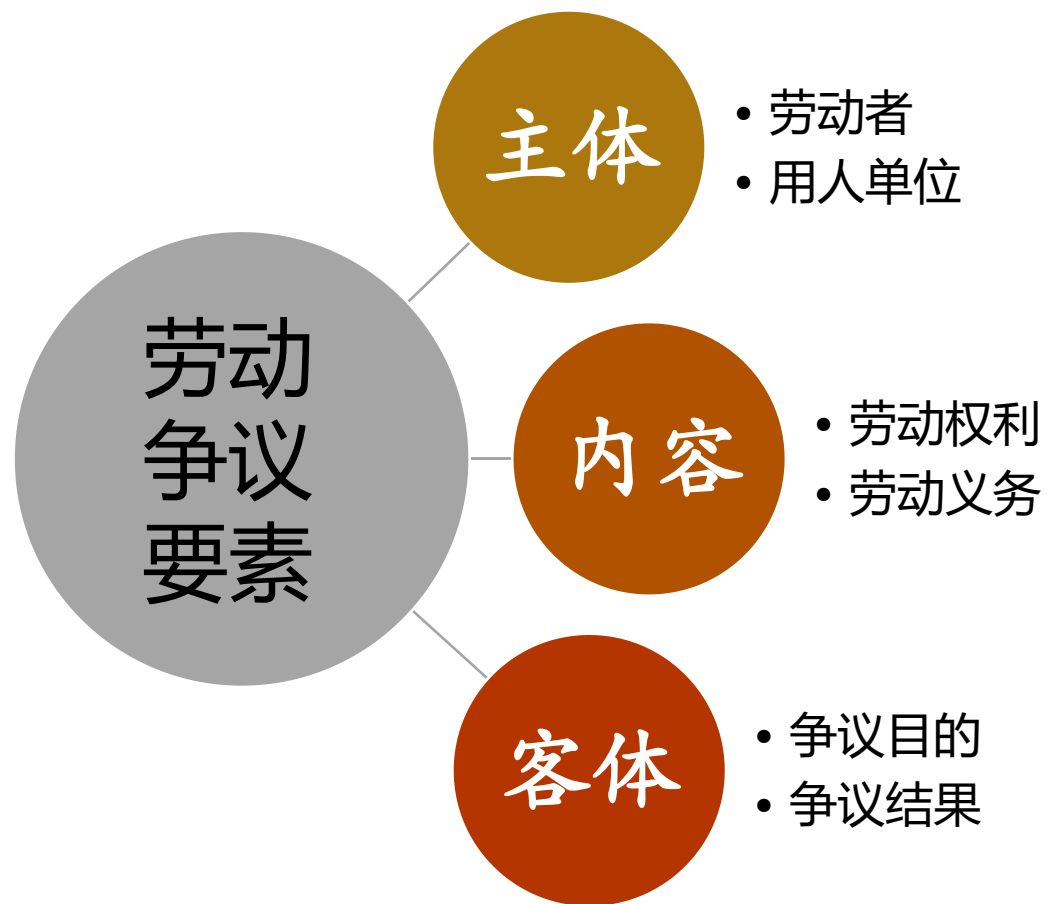 劳动
争议
要素
主体
• 劳动者
• 用人单位
内容
• 劳动权利
• 劳动义务
客体
• 争议目的
• 争议结果